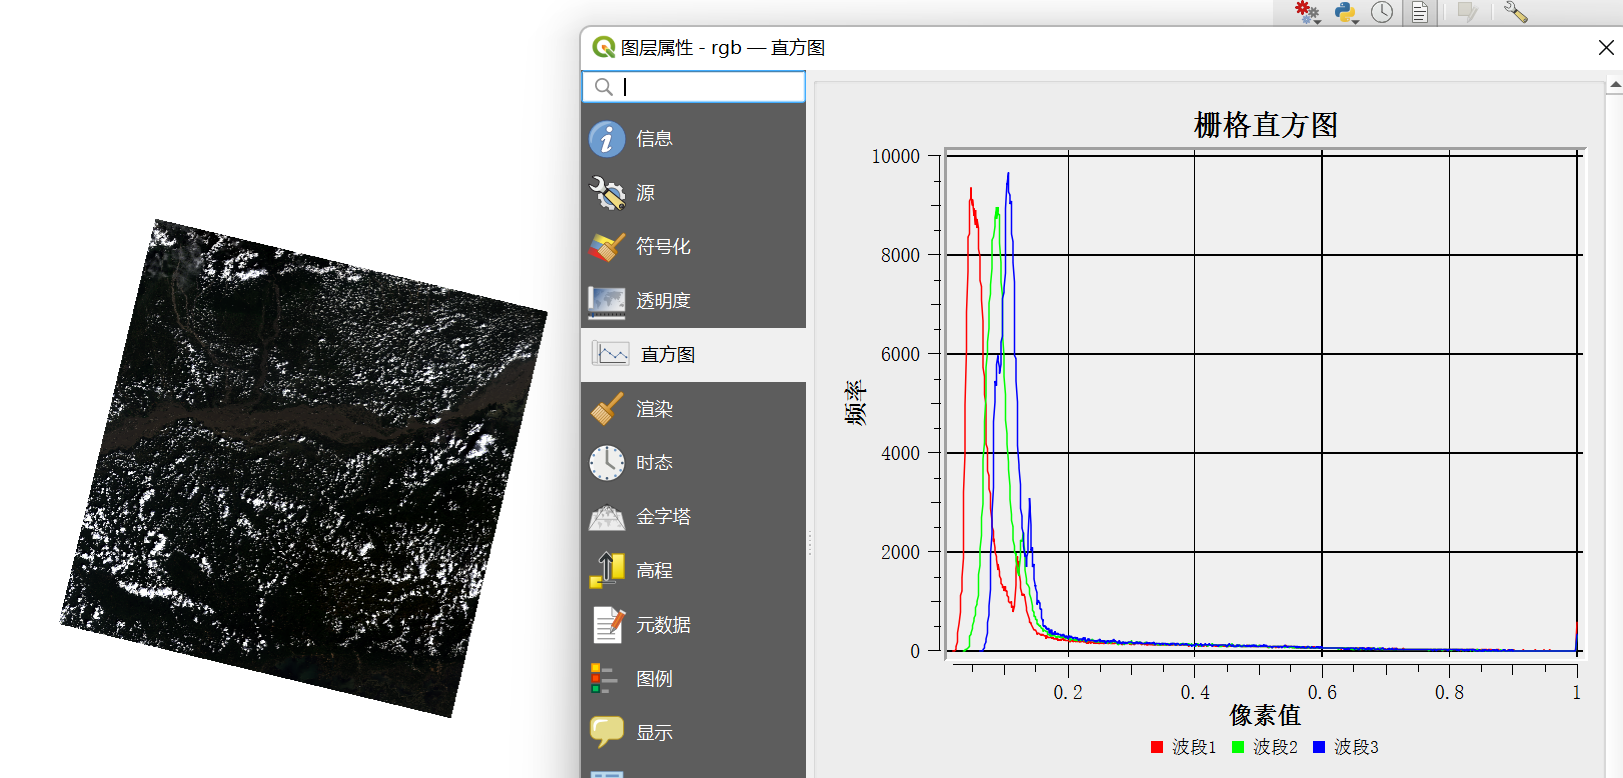 图层属性 - rgb — 直方图
信息
源
符号化
透明度
直方图
渲染
时态
金字塔
高程
元数据
图例
显示
栅格直方图
10000
8000
6000
4000
2000
0
频率
0.2 0.4 0.6 0.8 1
像素值
波段1 波段2 波段3